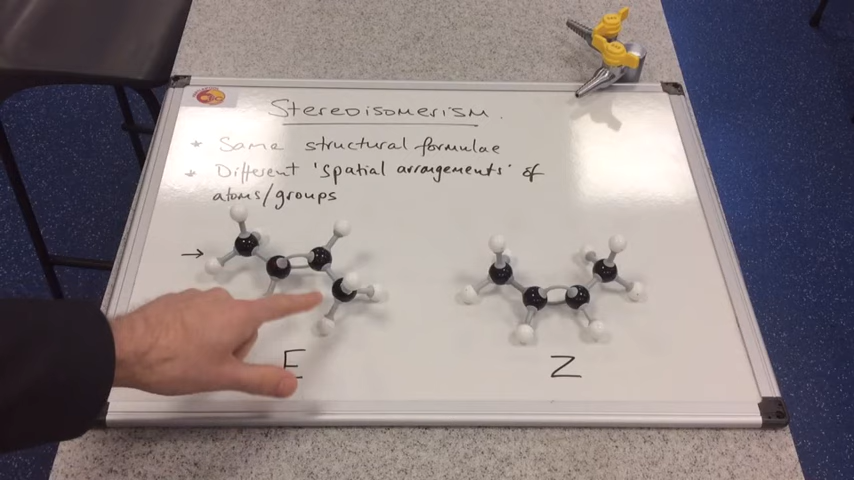 Stereoisomerism.
* Same structural formulae
* Different 'spatial arrangements' of
atoms/groups
→
E
Z